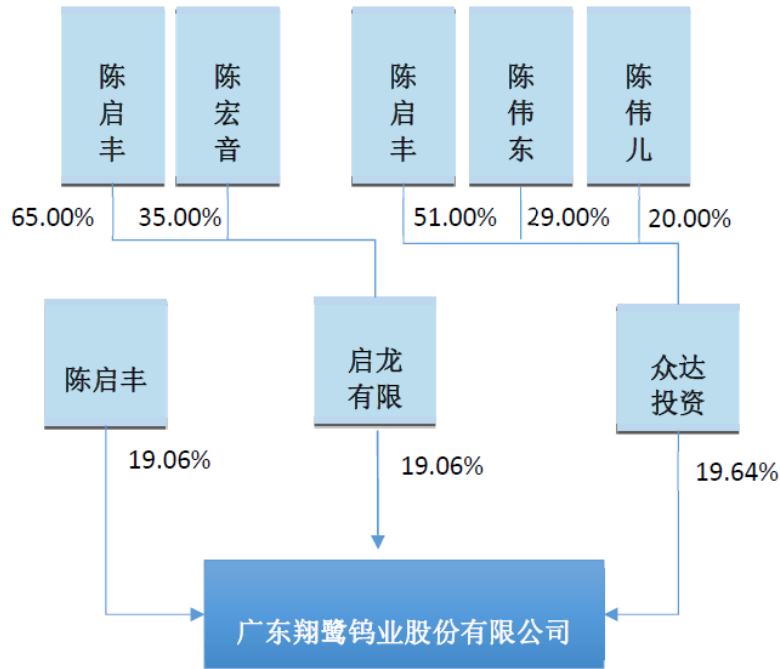 陈
启
丰
陈
宏
音
陈
启
丰
陈
伟
东
陈
伟
儿
65.00%
35.00%
51.00%
29.00%
20.00%
陈启丰
启龙
有限
众达
投资
19.06%
19.06%
19.64%
广东翔鹭钨业股份有限公司